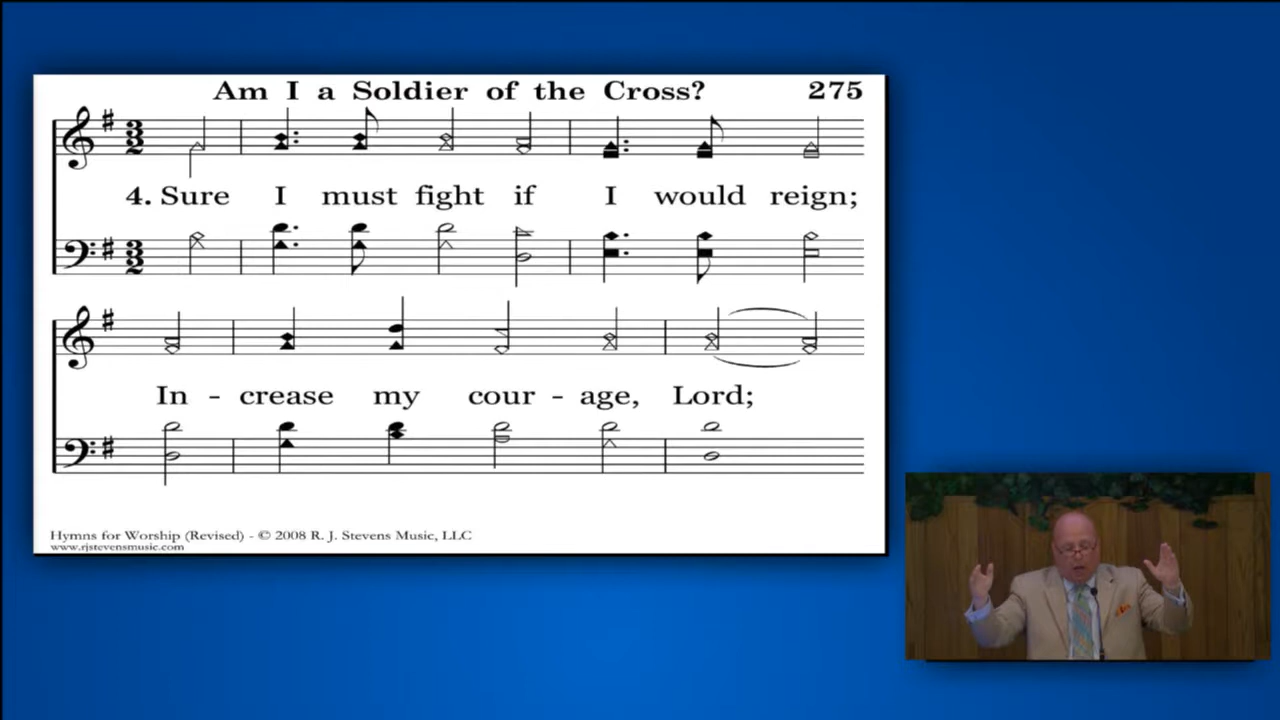 Am I a Soldier of the Cross? 275
4. Sure I must fight if I would reign;
In - crease my cour - age, Lord;
Hymns for Worship (Revised) - © 2008 R. J. Stevens Music, LLC
www.rjstevensmusic.com